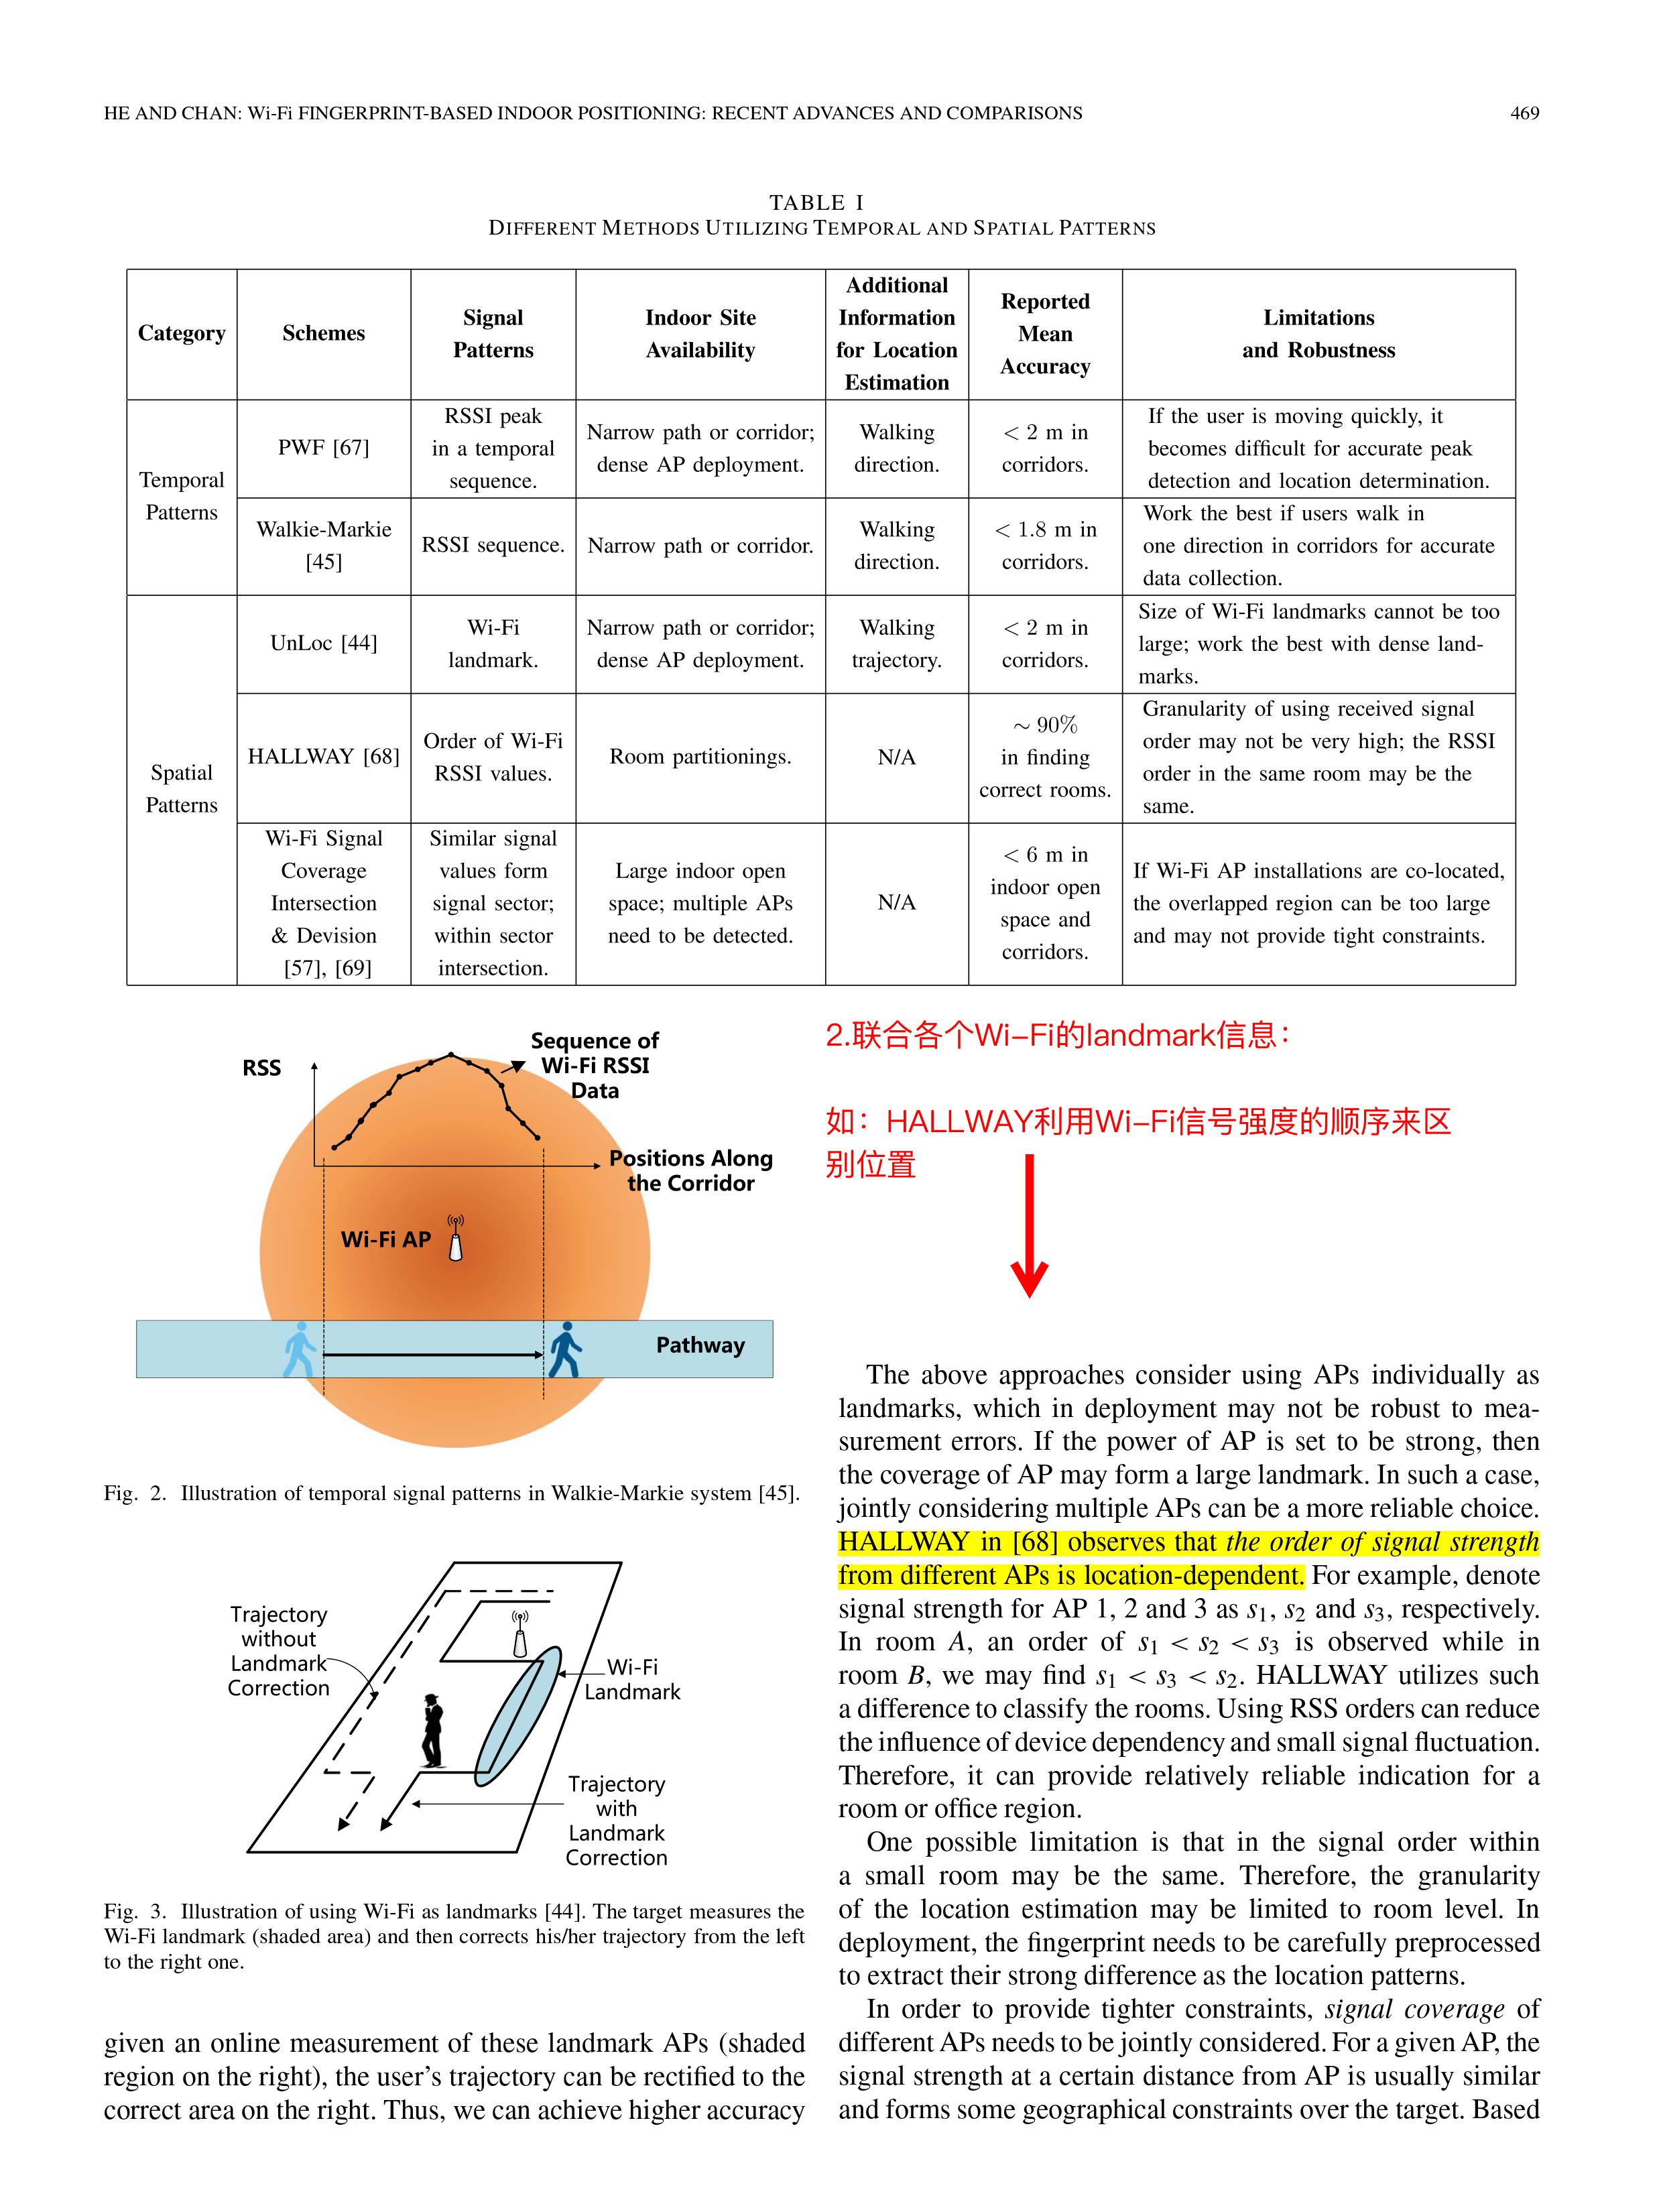 HE AND CHAN: Wi-Fi FINGERPRINT-BASED INDOOR POSITIONING: RECENT ADVANCES AND COMPARISONS
469
TABLE I
DIFFERENT METHODS UTILIZING TEMPORAL AND SPATIAL PATTERNS
Category
Schemes
Signal
Patterns
Indoor Site
Availability
Additional
Information
for Location
Estimation
Reported
Mean
Accuracy
Limitations
and Robustness
Temporal
Patterns
PWF [67]
RSSI peak
in a temporal
sequence.
Narrow path or corridor;
dense AP deployment.
Walking
direction.
< 2 m in
corridors.
If the user is moving quickly, it
becomes difficult for accurate peak
detection and location determination.
Walkie-Markie
[45]
RSSI sequence.
Narrow path or corridor.
Walking
direction.
< 1.8 m in
corridors.
Work the best if users walk in
one direction in corridors for accurate
data collection.
Spatial
Patterns
UnLoc [44]
Wi-Fi
landmark.
Narrow path or corridor;
dense AP deployment.
Walking
trajectory.
< 2 m in
corridors.
Size of Wi-Fi landmarks cannot be too
large; work the best with dense land-
marks.
HALLWAY [68]
Order of Wi-Fi
RSSI values.
Room partitionings.
N/A
~ 90%
in finding
correct rooms.
Granularity of using received signal
order may not be very high; the RSSI
order in the same room may be the
same.
Wi-Fi Signal
Coverage
Intersection
& Devision
[57], [69]
Similar signal
values form
signal sector;
within sector
intersection.
Large indoor open
space; multiple APs
need to be detected.
N/A
< 6 m in
indoor open
space and
corridors.
If Wi-Fi AP installations are co-located,
the overlapped region can be too large
and may not provide tight constraints.
RSS
Sequence of
Wi-Fi RSSI
Data
Positions Along
the Corridor
Wi-Fi AP
Pathway
Fig. 2. Illustration of temporal signal patterns in Walkie-Markie system [45].
Trajectory
without
Landmark
Correction
Wi-Fi
Landmark
Trajectory
with
Landmark
Correction
Fig. 3. Illustration of using Wi-Fi as landmarks [44]. The target measures the
Wi-Fi landmark (shaded area) and then corrects his/her trajectory from the left
to the right one.
given an online measurement of these landmark APs (shaded
region on the right), the user's trajectory can be rectified to the
correct area on the right. Thus, we can achieve higher accuracy
2.联合各个Wi–Fi的landmark信息：
如：HALLWAY利用Wi–Fi信号强度的顺序来区
别位置
The above approaches consider using APs individually as
landmarks, which in deployment may not be robust to mea-
surement errors. If the power of AP is set to be strong, then
the coverage of AP may form a large landmark. In such a case,
jointly considering multiple APs can be a more reliable choice.
HALLWAY in [68] observes that the order of signal strength
from different APs is location-dependent. For example, denote
signal strength for AP 1, 2 and 3 as s1, s2 and s3, respectively.
In room A, an order of s1 < s2 < s3 is observed while in
room B, we may find s1 < s3 < s2. HALLWAY utilizes such
a difference to classify the rooms. Using RSS orders can reduce
the influence of device dependency and small signal fluctuation.
Therefore, it can provide relatively reliable indication for a
room or office region.
One possible limitation is that in the signal order within
a small room may be the same. Therefore, the granularity
of the location estimation may be limited to room level. In
deployment, the fingerprint needs to be carefully preprocessed
to extract their strong difference as the location patterns.
In order to provide tighter constraints, signal coverage of
different APs needs to be jointly considered. For a given AP, the
signal strength at a certain distance from AP is usually similar
and forms some geographical constraints over the target. Based